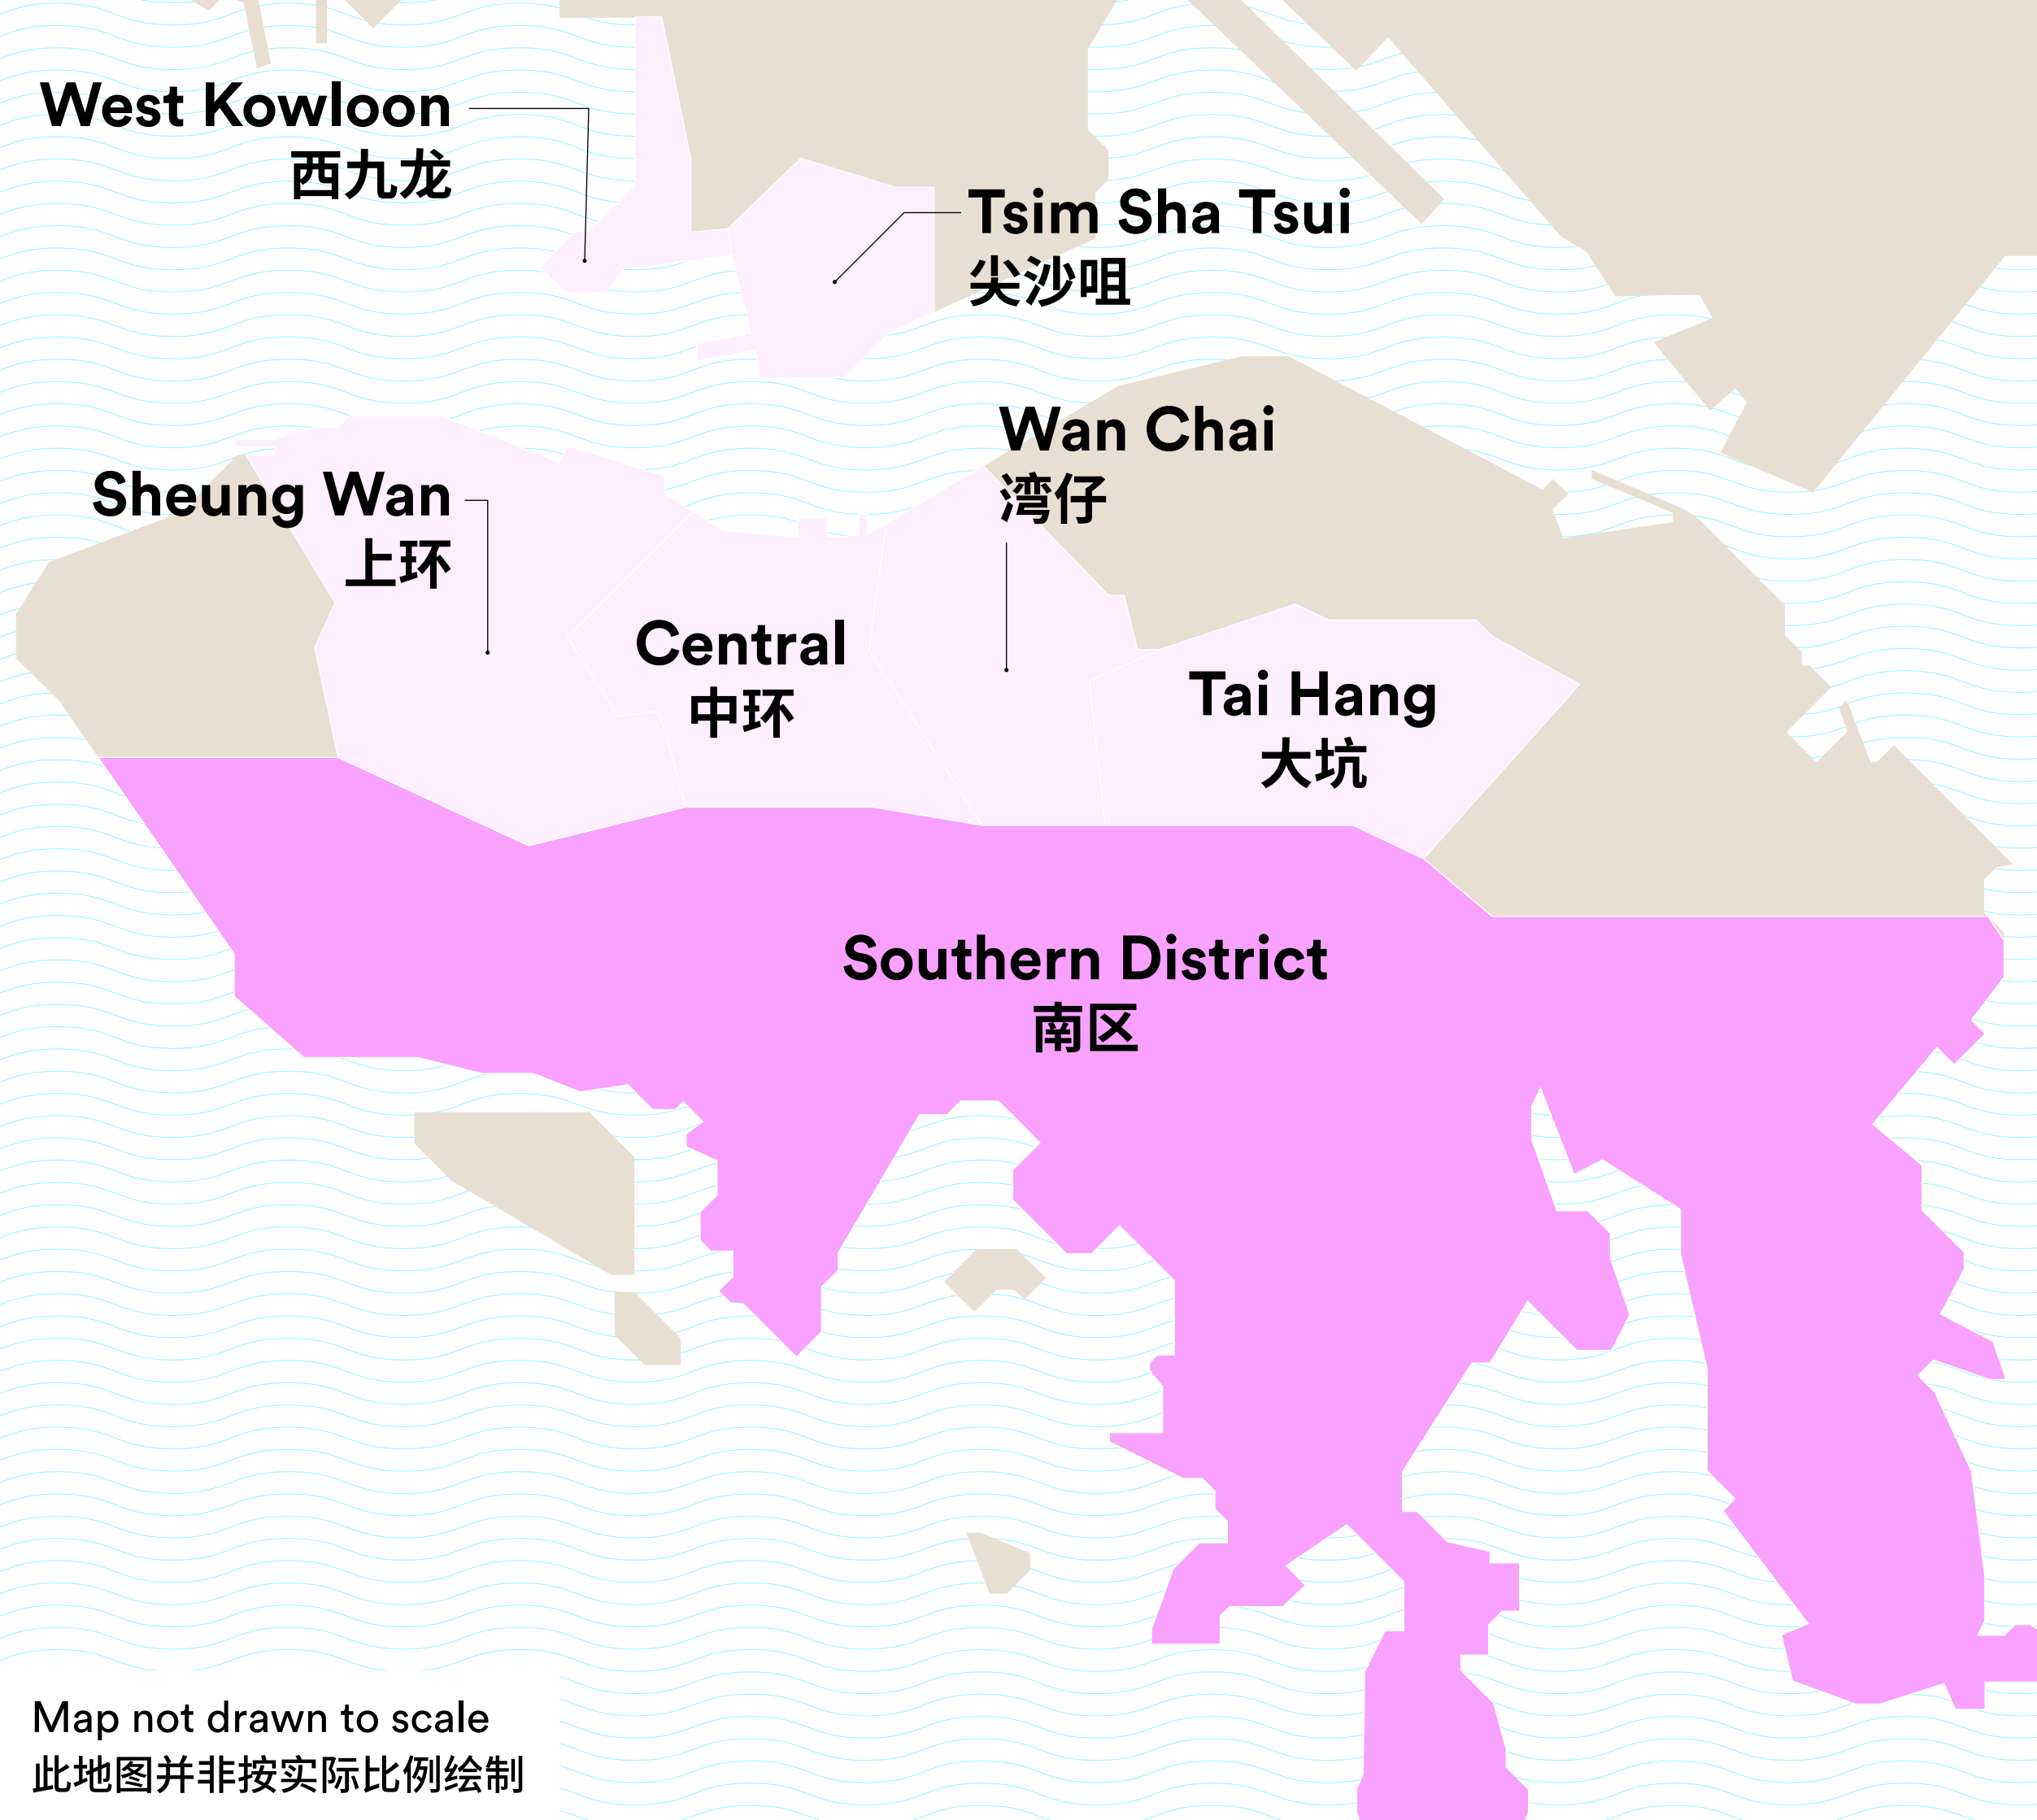 West Kowloon
西九龙
Tsim Sha Tsui
尖沙咀
Wan Chai
湾仔
Sheung Wan
上环
Central
中环
Tai Hang
大坑
Southern District
南区
Map not drawn to scale
此地图并非按实际比例绘制